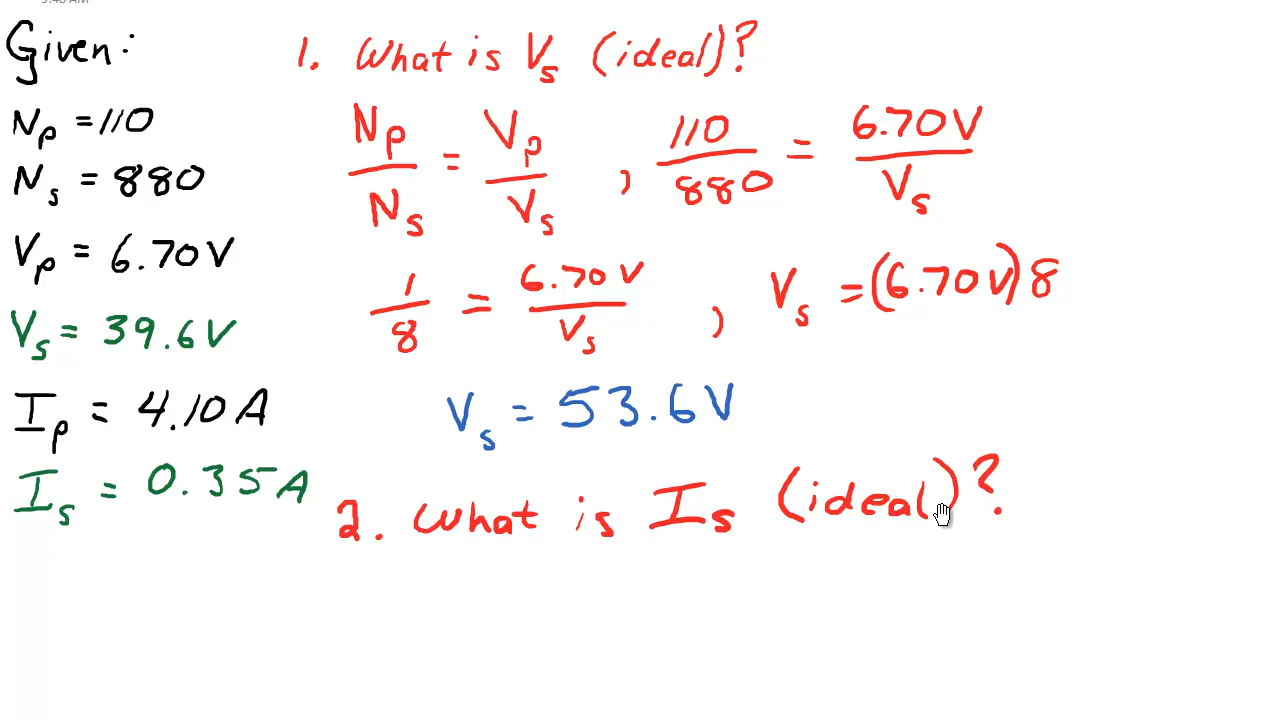 Given:
Np = 110
Ns = 880
Vp = 6.70V
Vs = 39.6V
Ip = 4.10A
Is = 0.35A
1. What is Vs (ideal)?
Np/Ns = Vp/Vs , 110/880 = 6.70V/Vs
1/8 = 6.70V/Vs , Vs = (6.70V)8
Vs = 53.6V
2. What is Is (ideal)?